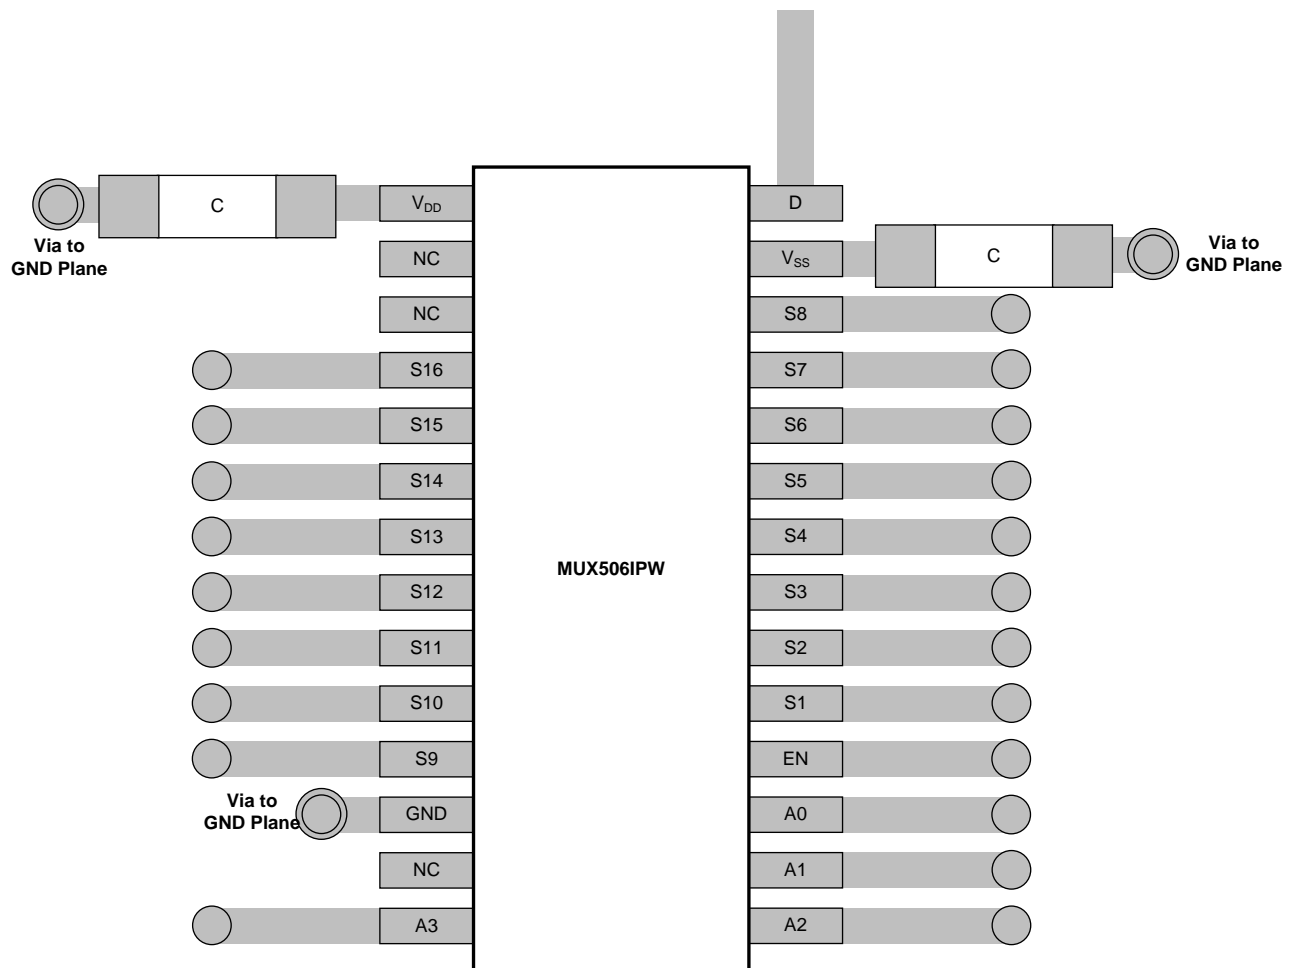 D
C
V_DD
Via to
GND Plane
NC
V_SS
C
Via to
GND Plane
NC
S8
S16
S7
S15
S6
S14
S5
S13
S4
MUX506IPW
S12
S3
S11
S2
S10
S1
S9
EN
Via to
GND Plane
GND
A0
NC
A1
A3
A2